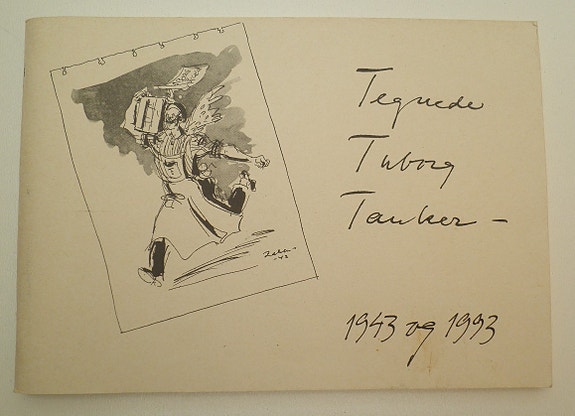 Tegnede
Tuborg
Tanker-
1943 og 1993